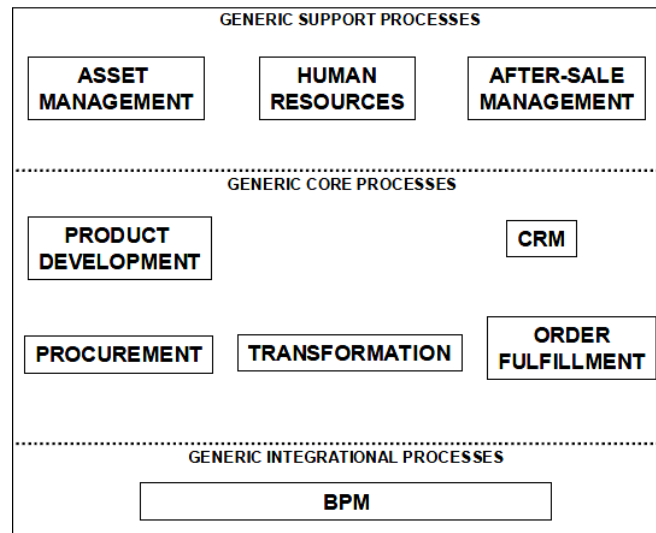 GENERIC SUPPORT PROCESSES
ASSET
MANAGEMENT
HUMAN
RESOURCES
AFTER-SALE
MANAGEMENT
GENERIC CORE PROCESSES
PRODUCT
DEVELOPMENT
CRM
PROCUREMENT
TRANSFORMATION
ORDER
FULFILLMENT
GENERIC INTEGRATIONAL PROCESSES
BPM